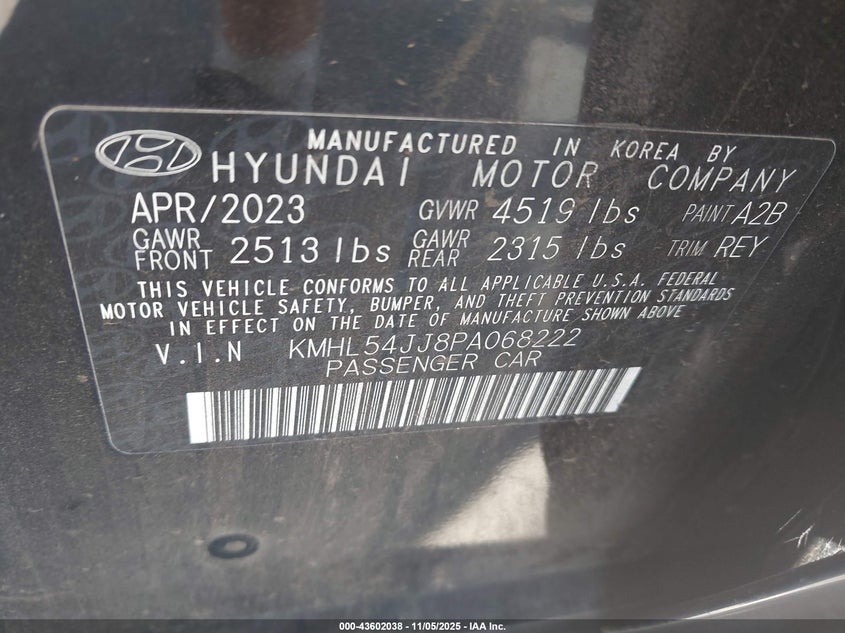 MANUFACTURED IN KOREA BY
HYUNDAI MOTOR COMPANY
APR/2023 GVWR 4519 lbs PAINT A2B
GAWR FRONT 2513 lbs GAWR REAR 2315 lbs TRIM REY
THIS VEHICLE CONFORMS TO ALL APPLICABLE U.S.A. FEDERAL
MOTOR VEHICLE SAFETY, BUMPER, AND THEFT PREVENTION STANDARDS
IN EFFECT ON THE DATE OF MANUFACTURE SHOWN ABOVE
V.I.N KMHL54JJ8PA068222
PASSENGER CAR
000-43602038 - 11/05/2025 - IAA Inc.